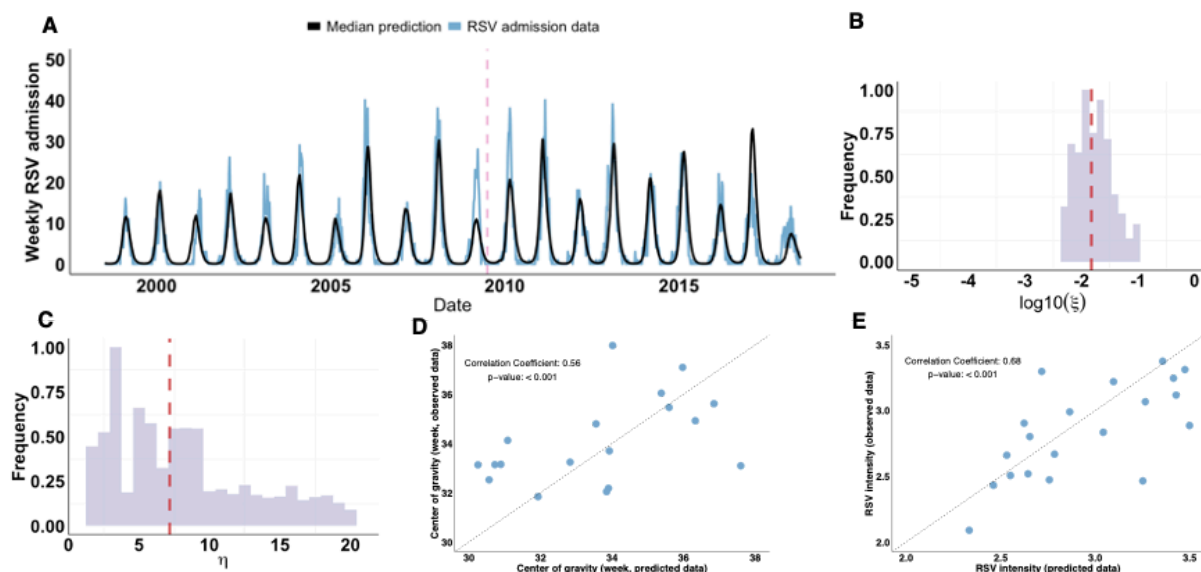 A
Median prediction RSV admission data
Weekly RSV admission
50
40
30
20
10
0
2000 2005 2010 2015
Date
B
Frequency
1.00
0.75
0.50
0.25
0.00
-5 -4 -3 -2 -1 0
log10(ξ)
C
Frequency
1.00
0.75
0.50
0.25
0.00
0 5 10 15 20
η
D
Correlation Coefficient: 0.56
p-value: < 0.001
Center of gravity (week, observed data)
38
36
34
32
30
30 32 34 36 38
Center of gravity (week, predicted data)
E
Correlation Coefficient: 0.68
p-value: < 0.001
RSV intensity (observed data)
3.5
3.0
2.5
2.0
2.0 2.5 3.0 3.5
RSV intensity (predicted data)